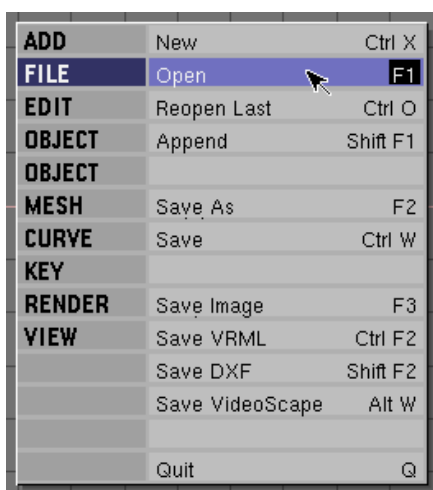 ADD New Ctrl X
FILE Open F1
EDIT Reopen Last Ctrl O
OBJECT Append Shift F1
OBJECT
MESH Save As F2
CURVE Save Ctrl W
KEY
RENDER Save Image F3
VIEW Save VRML Ctrl F2
Save DXF Shift F2
Save VideoScape Alt W
Quit Q